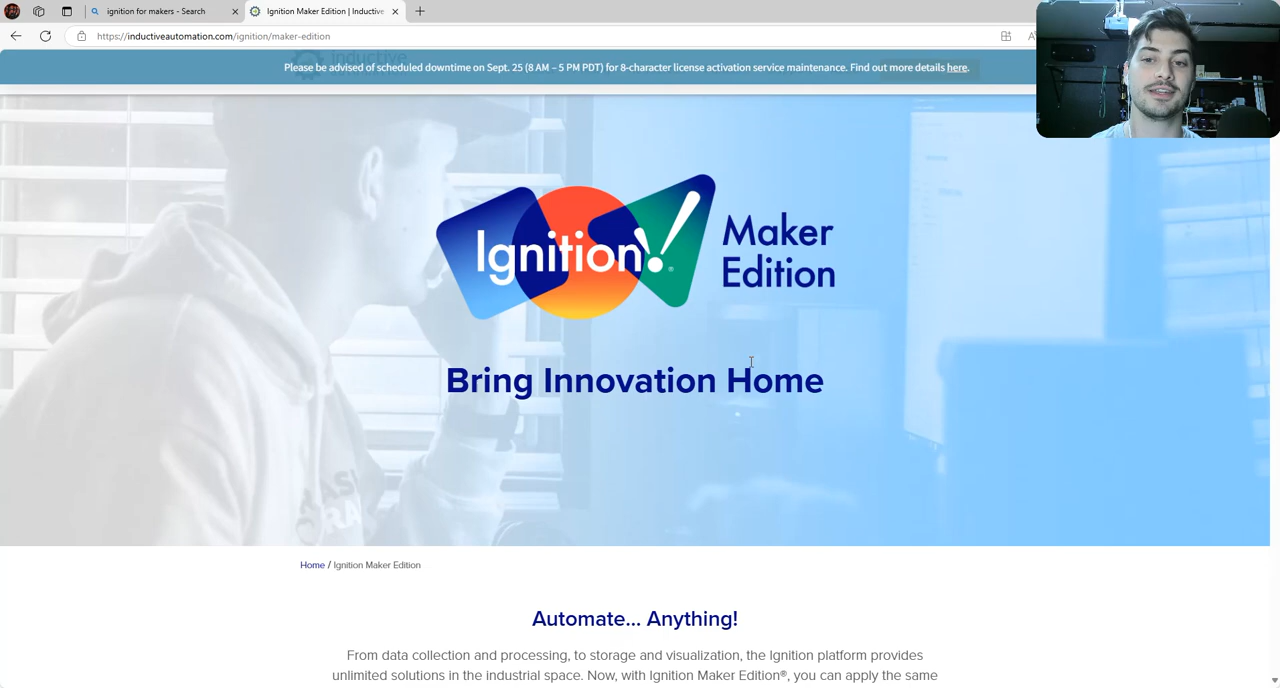 ignition for makers - Search
Ignition Maker Edition | Inductive
https://inductiveautomation.com/ignition/maker-edition
Please be advised of scheduled downtime on Sept. 25 (8 AM – 5 PM PDT) for 8-character license activation service maintenance. Find out more details here.
Ignition!
Maker
Edition
Bring Innovation Home
Home / Ignition Maker Edition
Automate... Anything!
From data collection and processing, to storage and visualization, the Ignition platform provides
unlimited solutions in the industrial space. Now, with Ignition Maker Edition®, you can apply the same